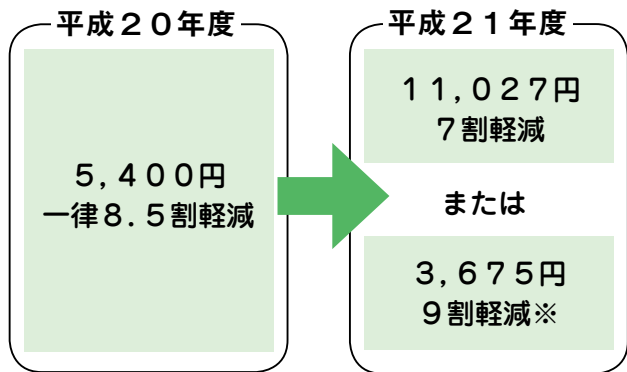 平成２０年度
５,４００円
一律８.５割軽減
平成２１年度
１１,０２７円
７割軽減
または
３,６７５円
９割軽減※